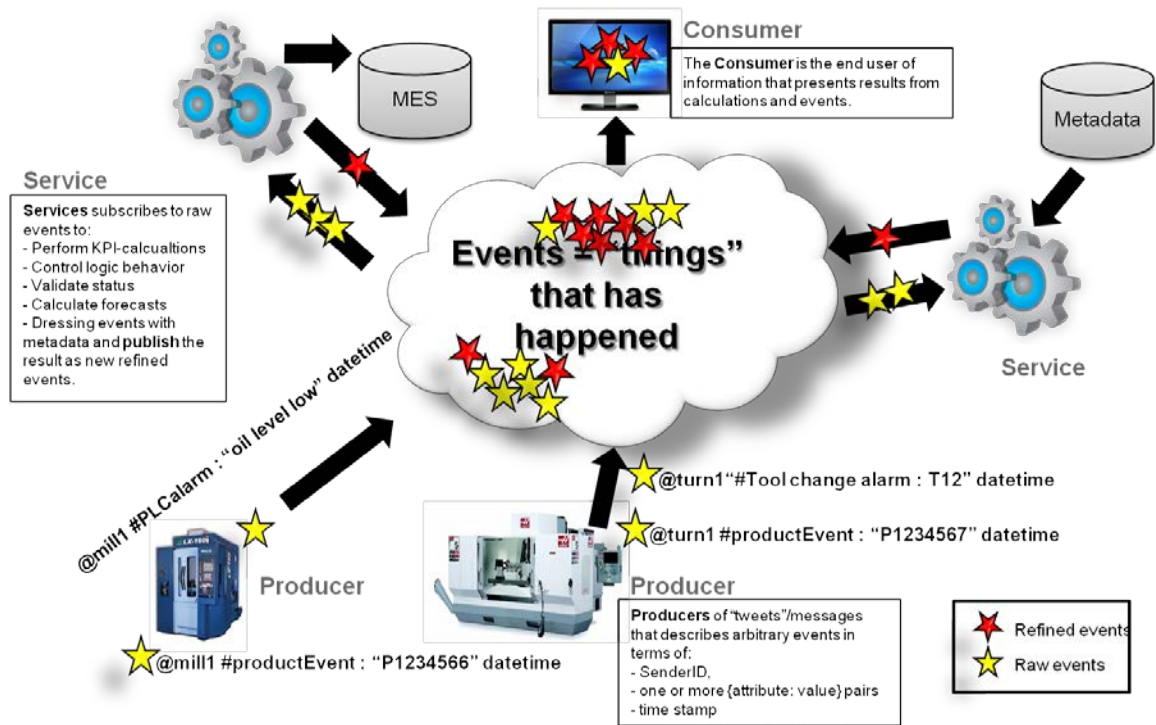 MES
Consumer
The Consumer is the end user of
information that presents results from
calculations and events.
Metadata
Service
Services subscribes to raw
events to:
- Perform KPI-calcualtions
- Control logic behavior
- Validate status
- Calculate forecasts
- Dressing events with
metadata and publish the
result as new refined
events.
Events = “things”
that has
happened
Service
@mill1 #PLCalarm : “oil level low” datetime
@turn1“#Tool change alarm : T12” datetime
@turn1 #productEvent : “P1234567” datetime
Producer
@mill1 #productEvent : “P1234566” datetime
Producer
Producers of “tweets”/messages
that describes arbitrary events in
terms of:
- SenderID,
- one or more {attribute: value} pairs
- time stamp
Refined events
Raw events